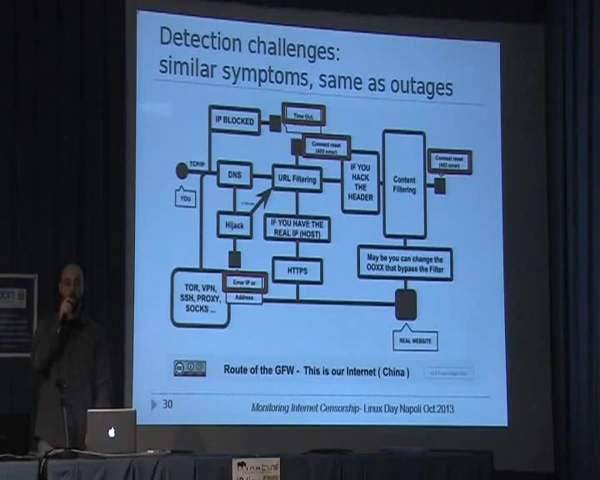 Detection challenges:
similar symptoms, same as outages
IP BLOCKED
Time Out
Connect reset
TCP/IP
DNS
URL Filtering
IF YOU
HACK
THE
HEADER
Content
Filtering
Connect reset
YOU
Hijack
IF YOU HAVE THE
REAL IP (HOST)
HTTPS
May be you can change the
OOXX that bypass the Filter
TOR, VPN,
SSH, PROXY,
SOCKS ...
Error IP or
Address
REAL WEBSITE
Route of the GFW - This is our Internet ( China )
30
Monitoring Internet Censorship- Linux Day Napoli Oct 2013